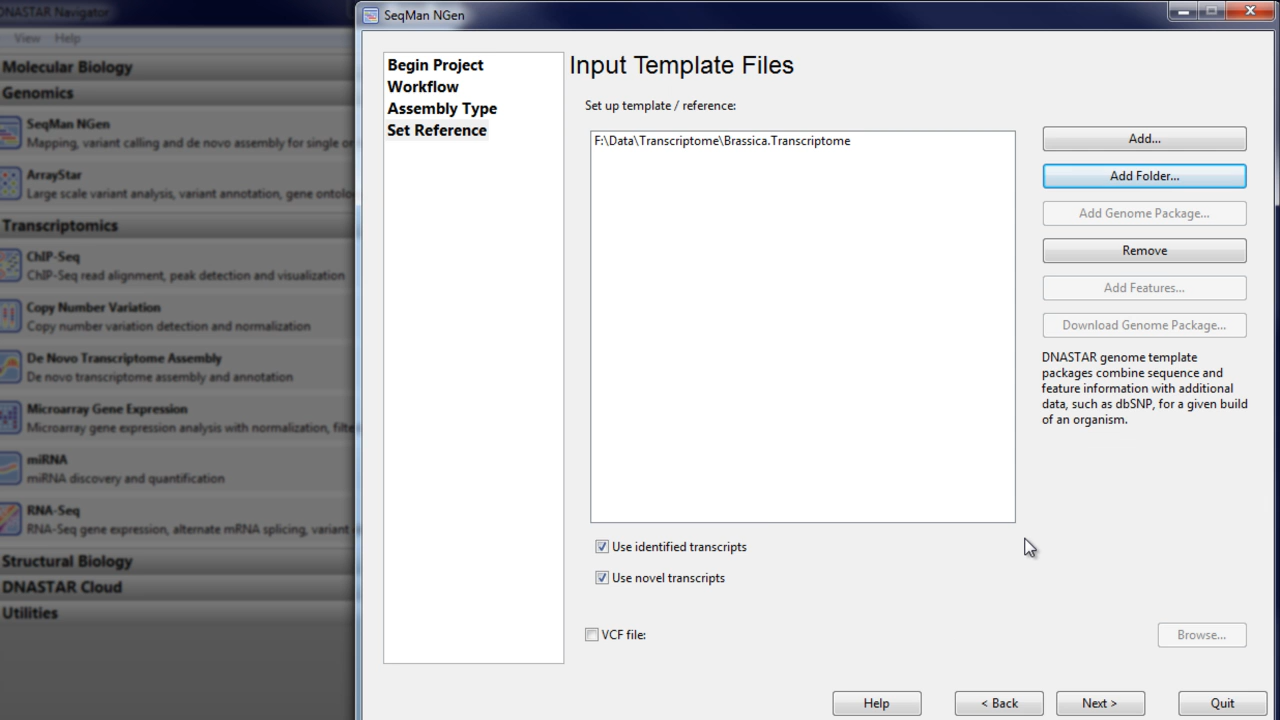 DNASTAR Navigator
View Help
Molecular Biology
Genomics
SeqMan NGen
Mapping, variant calling and de novo assembly for single or
ArrayStar
Large scale variant analysis, variant annotation, gene ontolo
Transcriptomics
ChIP-Seq
ChIP-Seq read alignment, peak detection and visualization
Copy Number Variation
Copy number variation detection and normalization
De Novo Transcriptome Assembly
De novo transcriptome assembly and annotation
Microarray Gene Expression
Microarray gene expression analysis with normalization, filte
miRNA
miRNA discovery and quantification
RNA-Seq
RNA-Seq gene expression, alternate mRNA splicing, variant
Structural Biology
DNASTAR Cloud
Utilities
SeqMan NGen
Begin Project
Workflow
Assembly Type
Set Reference
Input Template Files
Set up template / reference:
F:\Data\Transcriptome\Brassica.Transcriptome
Add...
Add Folder...
Add Genome Package...
Remove
Add Features...
Download Genome Package...
DNASTAR genome template
packages combine sequence and
feature information with additional
data, such as dbSNP, for a given build
of an organism.
Use identified transcripts
Use novel transcripts
VCF file:
Browse...
Help
< Back
Next >
Quit